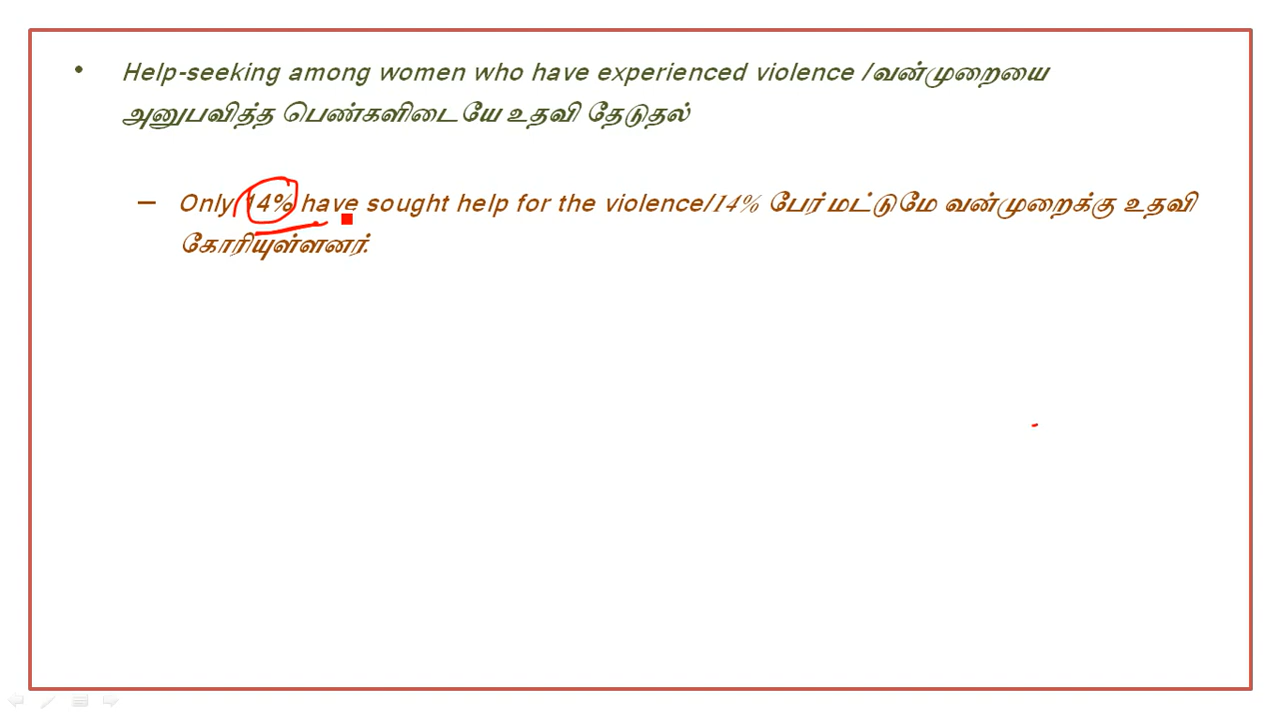 • Help-seeking among women who have experienced violence /வன்முறையை
அனுபவித்த பெண்களிடையே உதவி தேடுதல்
– Only 14% have sought help for the violence/14% பேர் மட்டுமே வன்முறைக்கு உதவி
கோரியுள்ளனர்.